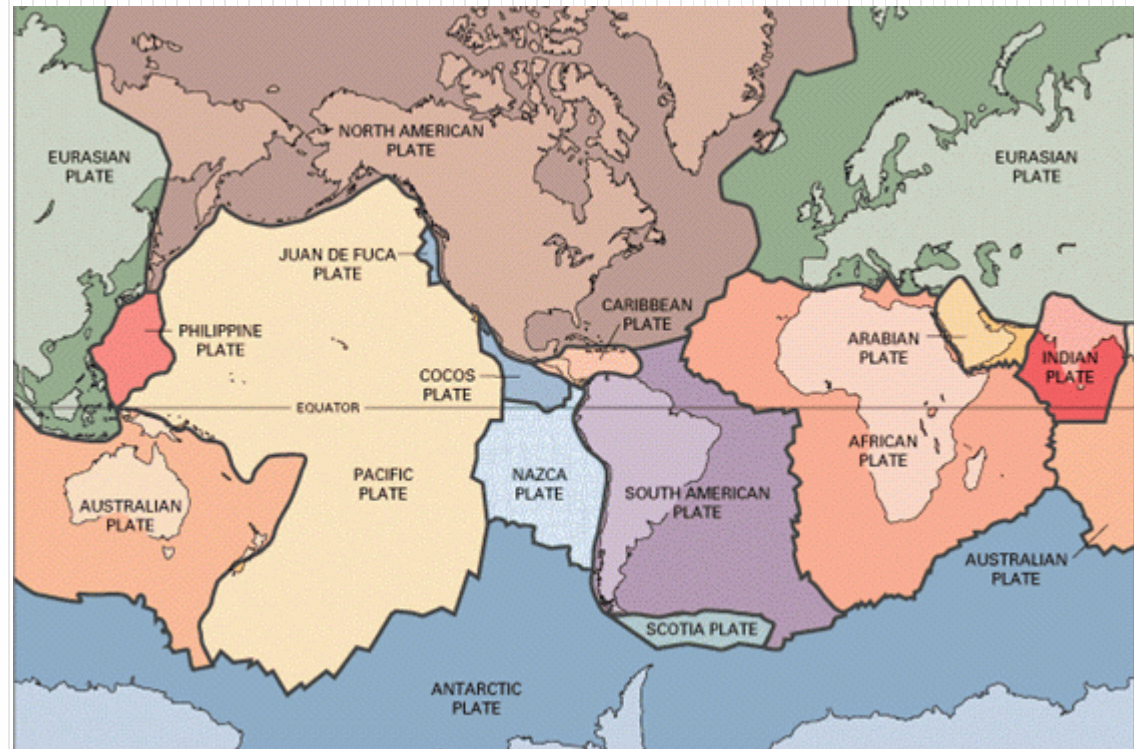 NORTH AMERICAN
PLATE
EURASIAN
PLATE
EURASIAN
PLATE
JUAN DE FUCA
PLATE
CARIBBEAN
PLATE
PHILIPPINE
PLATE
ARABIAN
PLATE
INDIAN
PLATE
COCOS
PLATE
EQUATOR
AFRICAN
PLATE
PACIFIC
PLATE
NAZCA
PLATE
SOUTH AMERICAN
PLATE
AUSTRALIAN
PLATE
AUSTRALIAN
PLATE
SCOTIA PLATE
ANTARCTIC
PLATE